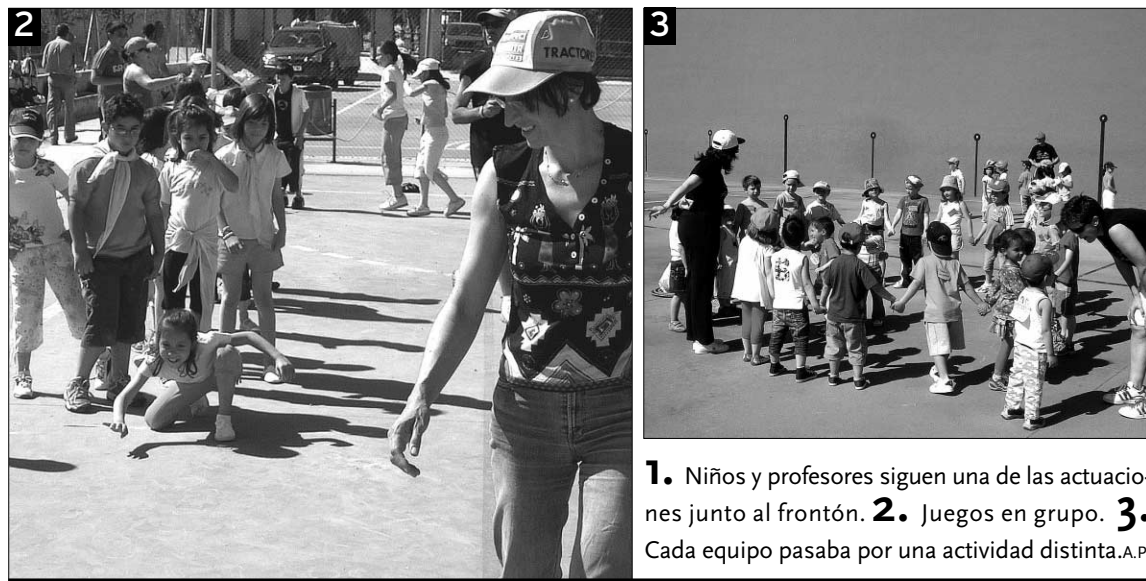 2
TRACTOR
3
1. Niños y profesores siguen una de las actuacio-
nes junto al frontón. 2. Juegos en grupo. 3.
Cada equipo pasaba por una actividad distinta.A.P